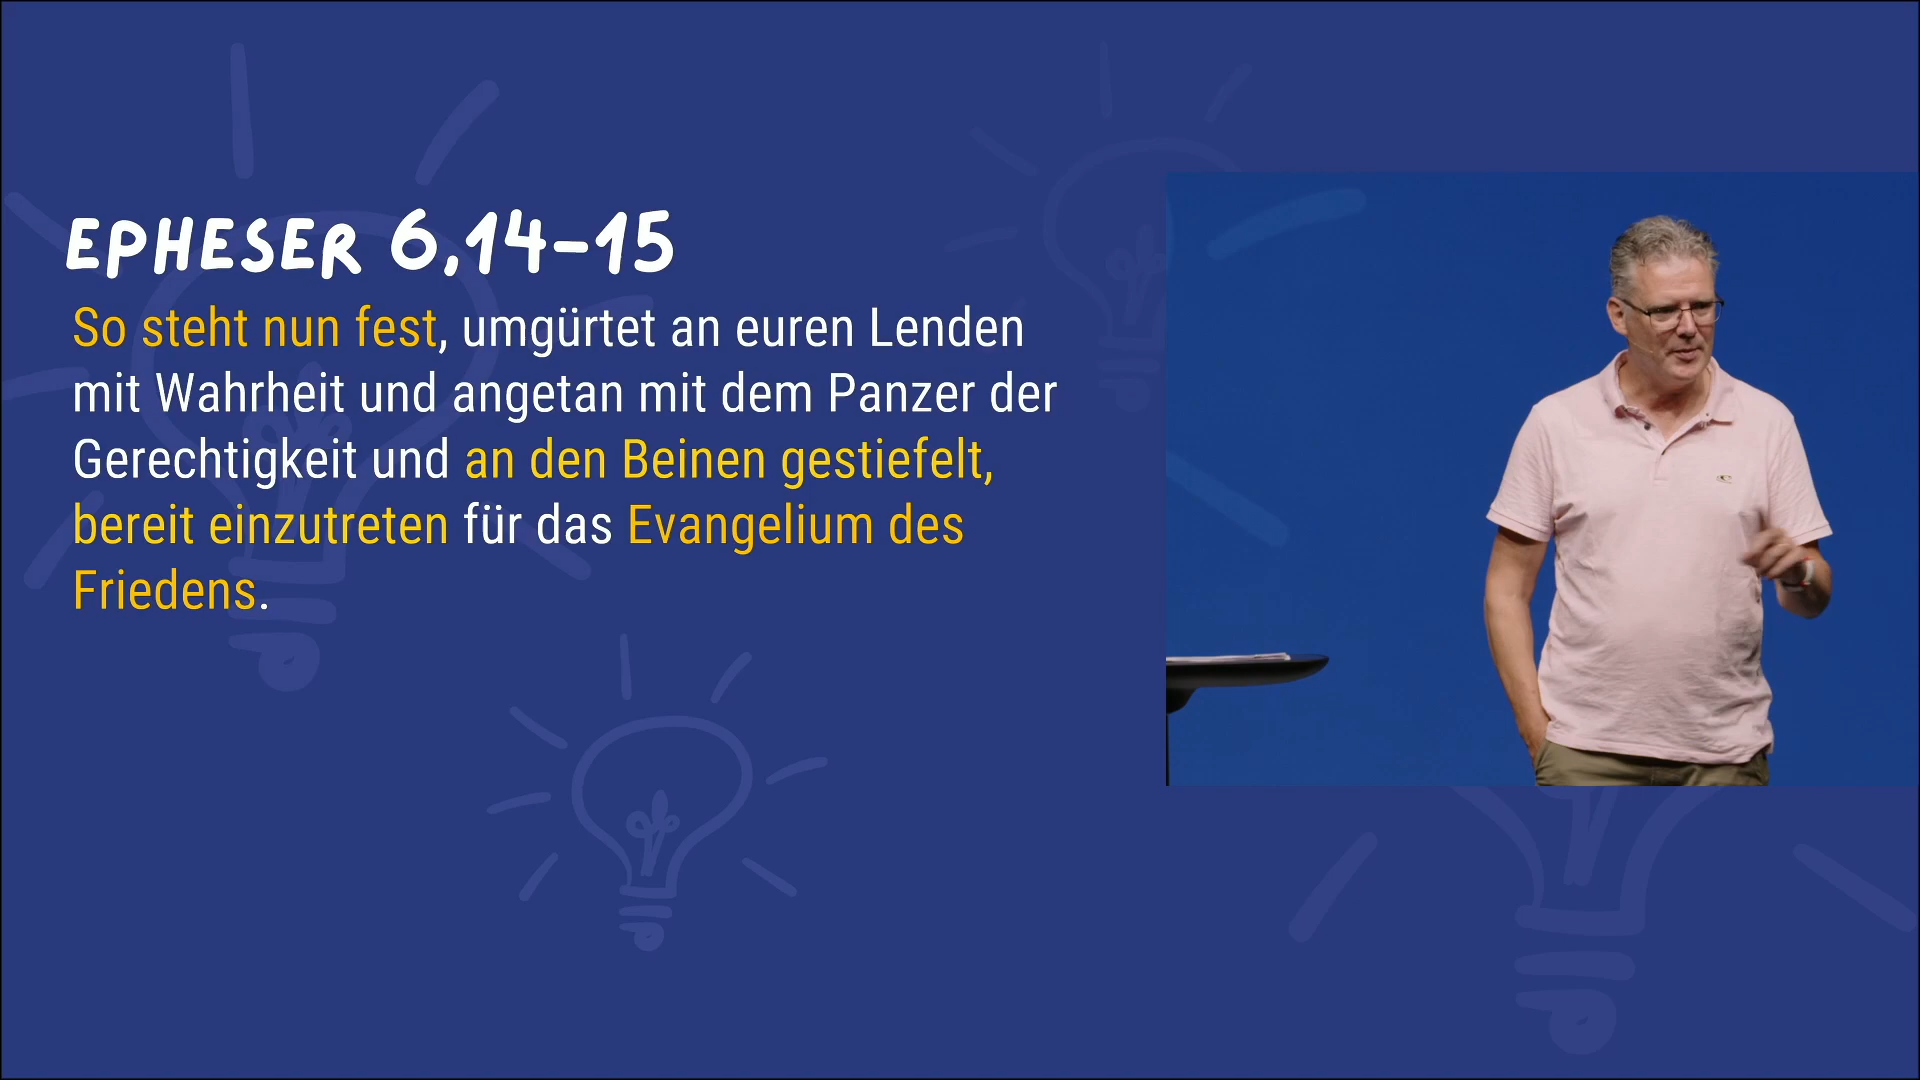 EPHESER 6,14-15
So steht nun fest, umgürtet an euren Lenden
mit Wahrheit und angetan mit dem Panzer der
Gerechtigkeit und an den Beinen gestiefelt,
bereit einzutreten für das Evangelium des
Friedens.